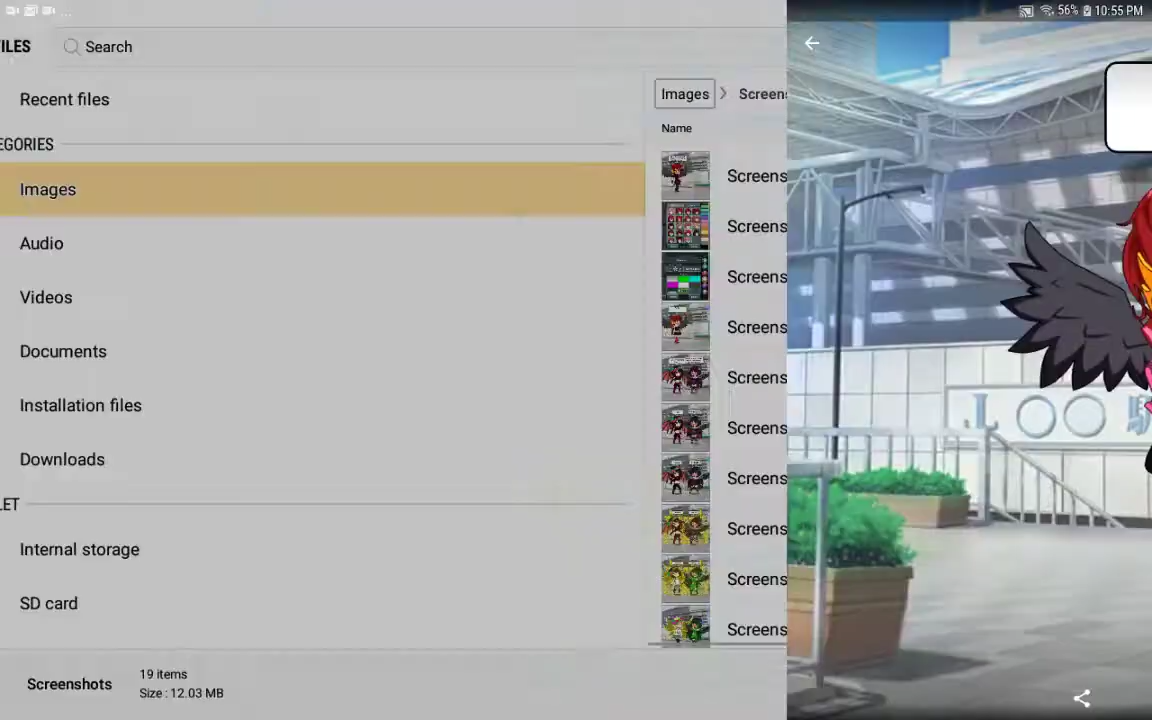 ...
56% 10:55 PM
ILES
Search
Recent files
EGORIES
Images
Audio
Videos
Documents
Installation files
Downloads
LET
Internal storage
SD card
Screenshots
19 items
Size : 12.03 MB
Images > Screen
Name
Screens
Screens
Screens
Screens
Screens
Screens
Screens
Screens
Screens
Screens